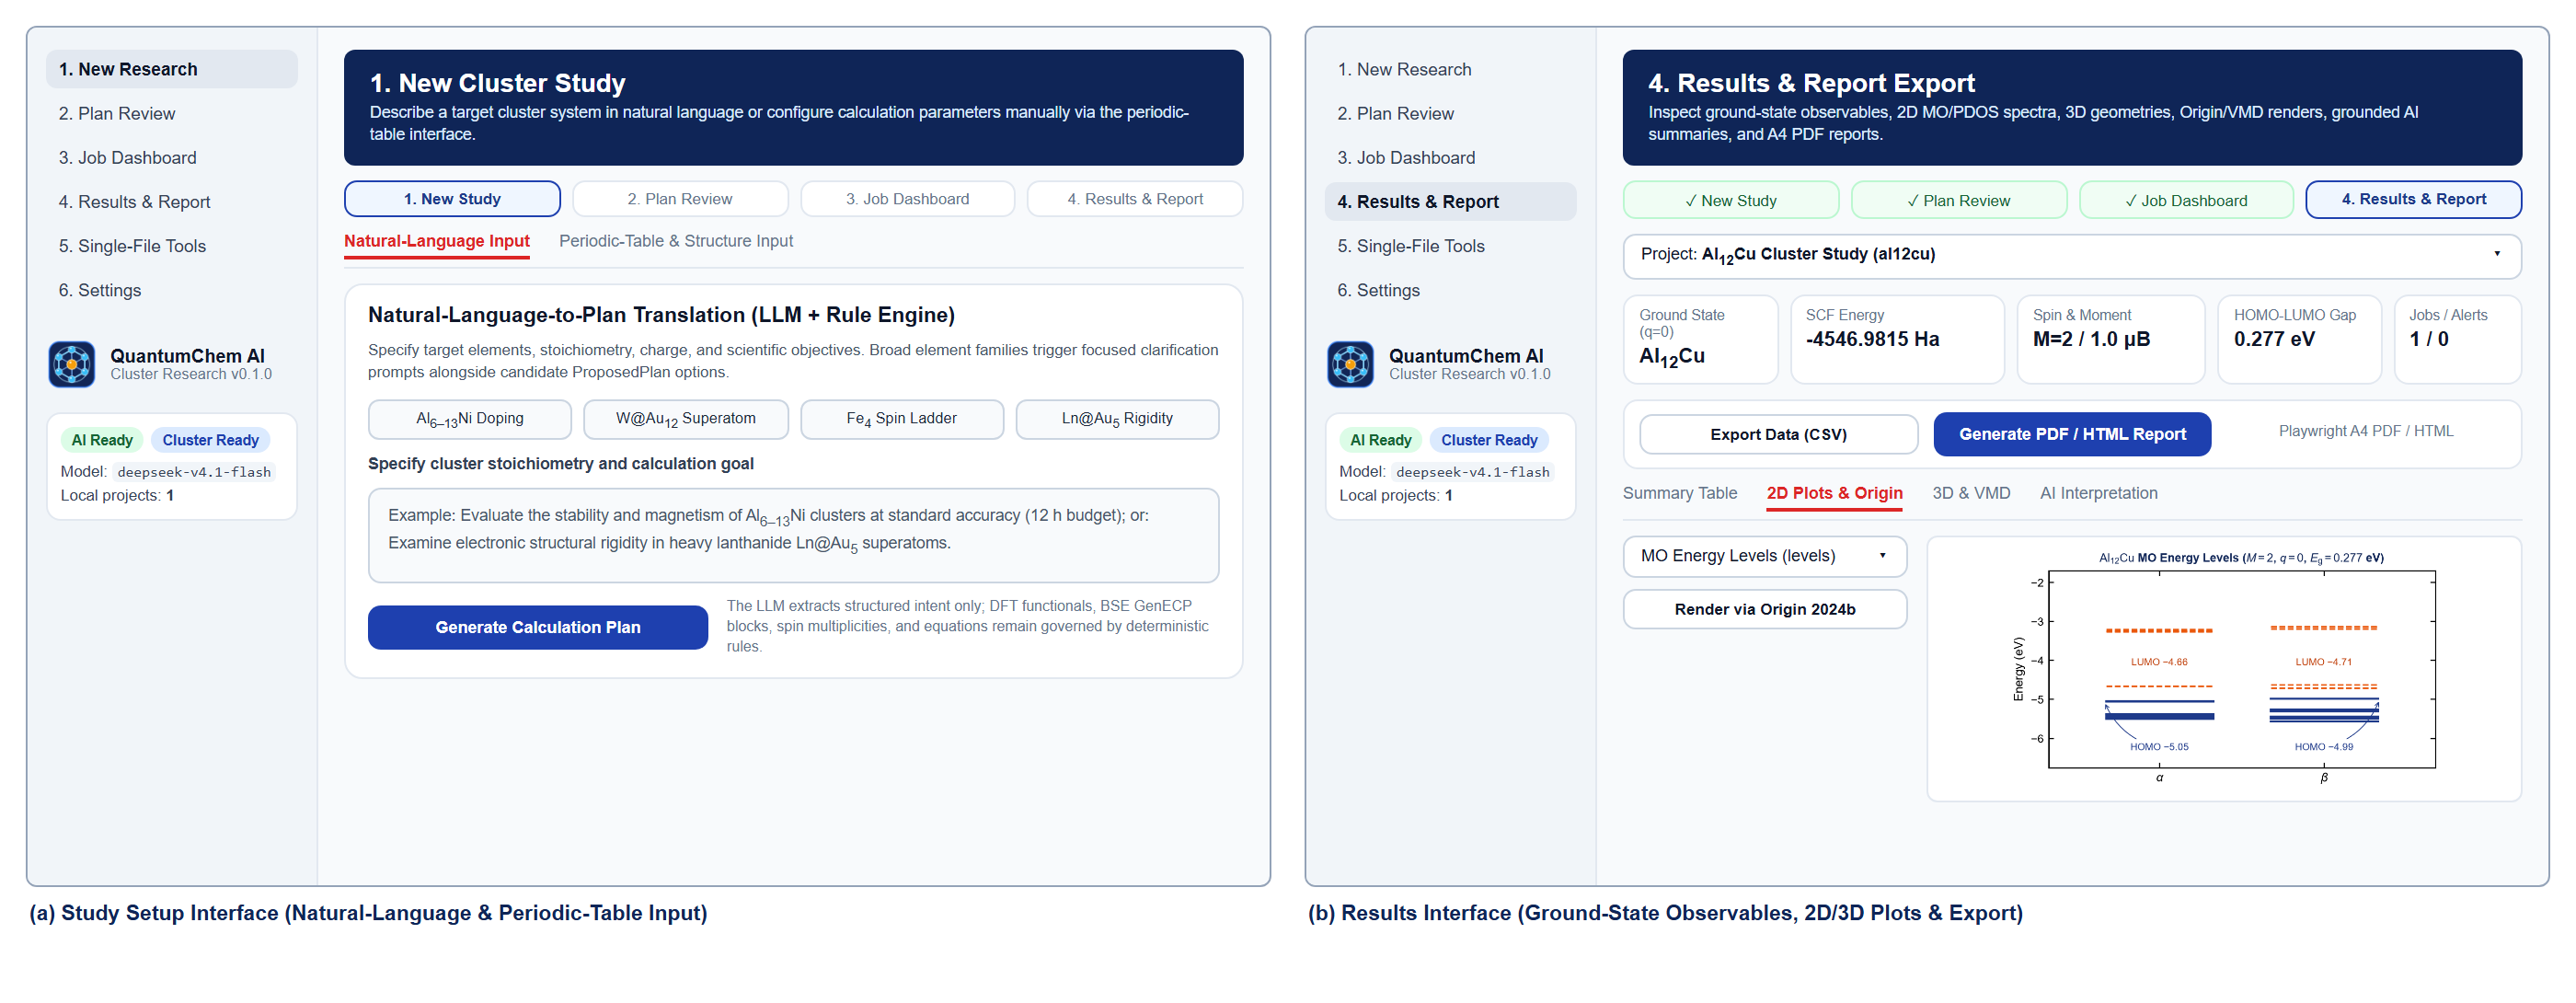 1. New Research
2. Plan Review
3. Job Dashboard
4. Results & Report
5. Single-File Tools
6. Settings
QuantumChem AI
Cluster Research v0.1.0
AI Ready Cluster Ready
Model: deepseek-v4.1-flash
Local projects: 1
1. New Cluster Study
Describe a target cluster system in natural language or configure calculation parameters manually via the periodic-
table interface.
1. New Study 2. Plan Review 3. Job Dashboard 4. Results & Report
Natural-Language Input Periodic-Table & Structure Input
Natural-Language-to-Plan Translation (LLM + Rule Engine)
Specify target elements, stoichiometry, charge, and scientific objectives. Broad element families trigger focused clarification
prompts alongside candidate ProposedPlan options.
Al₆₋₁₃Ni Doping W@Au₁₂ Superatom Fe₄ Spin Ladder Ln@Au₅ Rigidity
Specify cluster stoichiometry and calculation goal
Example: Evaluate the stability and magnetism of Al₆₋₁₃Ni clusters at standard accuracy (12 h budget); or:
Examine electronic structural rigidity in heavy lanthanide Ln@Au₅ superatoms.
Generate Calculation Plan
The LLM extracts structured intent only; DFT functionals, BSE GenECP
blocks, spin multiplicities, and equations remain governed by deterministic
rules.
(a) Study Setup Interface (Natural-Language & Periodic-Table Input)
1. New Research
2. Plan Review
3. Job Dashboard
4. Results & Report
5. Single-File Tools
6. Settings
QuantumChem AI
Cluster Research v0.1.0
AI Ready Cluster Ready
Model: deepseek-v4.1-flash
Local projects: 1
4. Results & Report Export
Inspect ground-state observables, 2D MO/PDOS spectra, 3D geometries, Origin/VMD renders, grounded AI
summaries, and A4 PDF reports.
✓ New Study ✓ Plan Review ✓ Job Dashboard 4. Results & Report
Project: Al₁₂Cu Cluster Study (al12cu)
Ground State
(q=0)
Al₁₂Cu
SCF Energy
-4546.9815 Ha
Spin & Moment
M=2 / 1.0 μB
HOMO-LUMO Gap
0.277 eV
Jobs / Alerts
1 / 0
Export Data (CSV) Generate PDF / HTML Report Playwright A4 PDF / HTML
Summary Table 2D Plots & Origin 3D & VMD AI Interpretation
MO Energy Levels (levels)
Render via Origin 2024b
Al₁₂Cu MO Energy Levels (M = 2, q = 0, Eg = 0.277 eV)
Energy (eV)
−2
−3
−4
−5
−6
LUMO −4.66 LUMO −4.71
HOMO −5.05 HOMO −4.99
α β
(b) Results Interface (Ground-State Observables, 2D/3D Plots & Export)